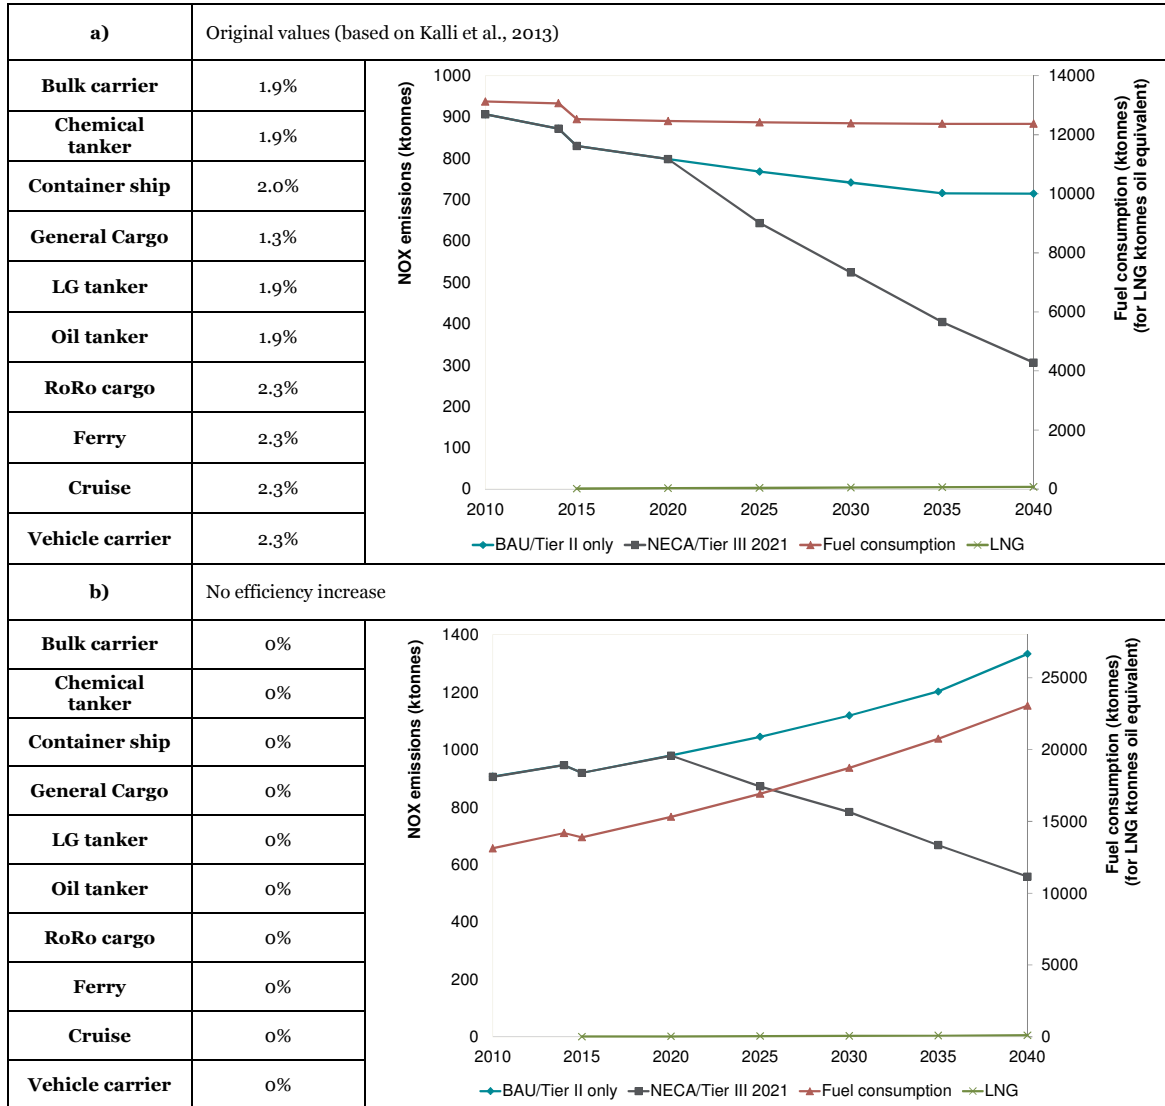 a) Original values (based on Kalli et al., 2013)
Bulk carrier 1.9%
Chemical
tanker 1.9%
Container ship 2.0%
General Cargo 1.3%
LG tanker 1.9%
Oil tanker 1.9%
RoRo cargo 2.3%
Ferry 2.3%
Cruise 2.3%
Vehicle carrier 2.3%
NOX emissions (ktonnes)
1000
900
800
700
600
500
400
300
200
100
0
2010 2015 2020 2025 2030 2035 2040
14000
12000
10000
8000
6000
4000
2000
0
Fuel consumption (ktonnes)
(for LNG ktonnes oil equivalent)
BAU/Tier II only NECA/Tier III 2021 Fuel consumption LNG
b) No efficiency increase
Bulk carrier 0%
Chemical
tanker 0%
Container ship 0%
General Cargo 0%
LG tanker 0%
Oil tanker 0%
RoRo cargo 0%
Ferry 0%
Cruise 0%
Vehicle carrier 0%
NOX emissions (ktonnes)
1400
1200
1000
800
600
400
200
0
2010 2015 2020 2025 2030 2035 2040
25000
20000
15000
10000
5000
0
Fuel consumption (ktonnes)
(for LNG ktonnes oil equivalent)
BAU/Tier II only NECA/Tier III 2021 Fuel consumption LNG